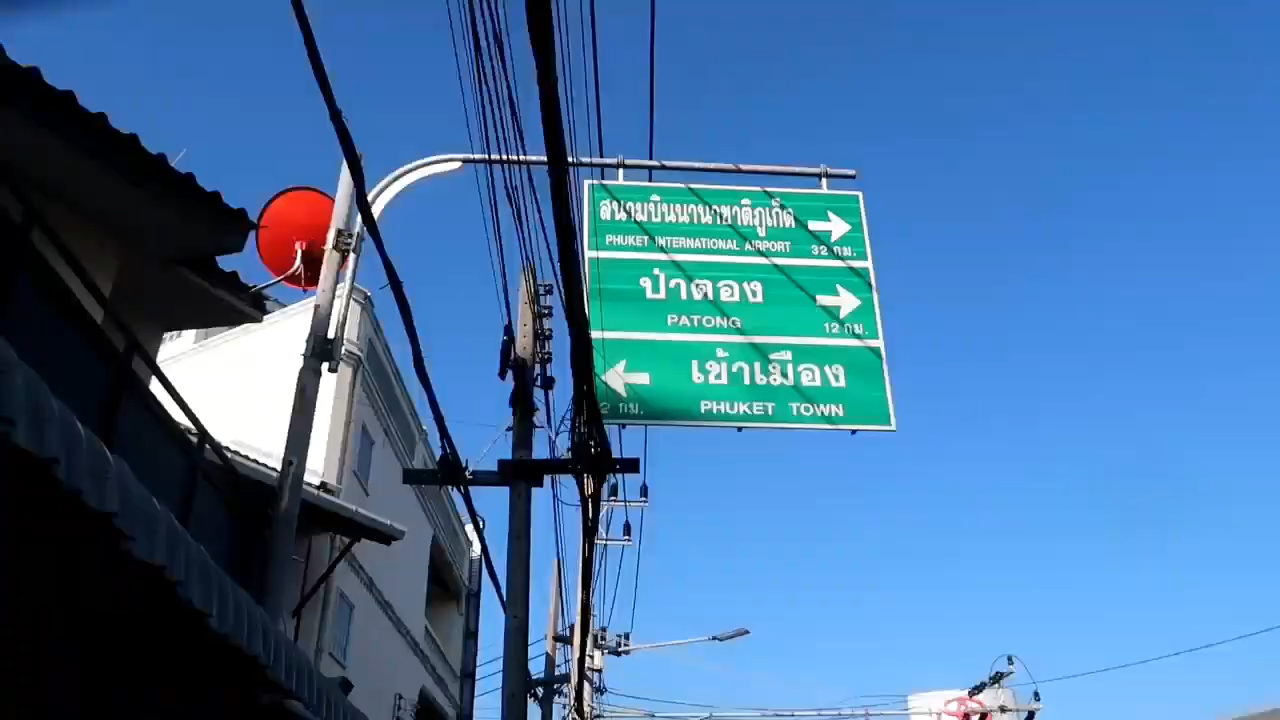 สนามบินนานาชาติภูเก็ต
PHUKET INTERNATIONAL AIRPORT 32 กม.
ป่าตอง
PATONG 12 กม.
เข้าเมือง
2 กม. PHUKET TOWN